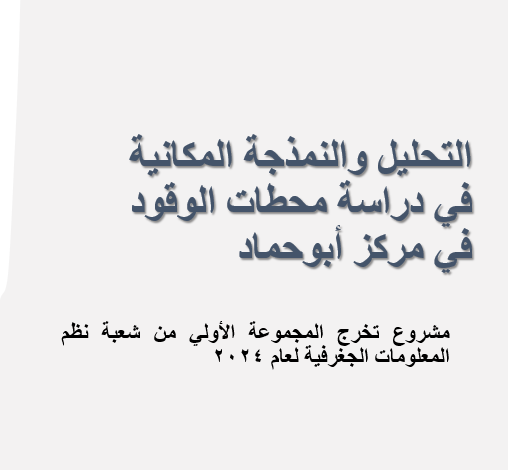 التحليل والنمذجة المكانية
في دراسة محطات الوقود
في مركز أبوحماد
مشروع تخرج المجموعة الأولي من شعبة نظم
المعلومات الجغرفية لعام ٢٠٢٤